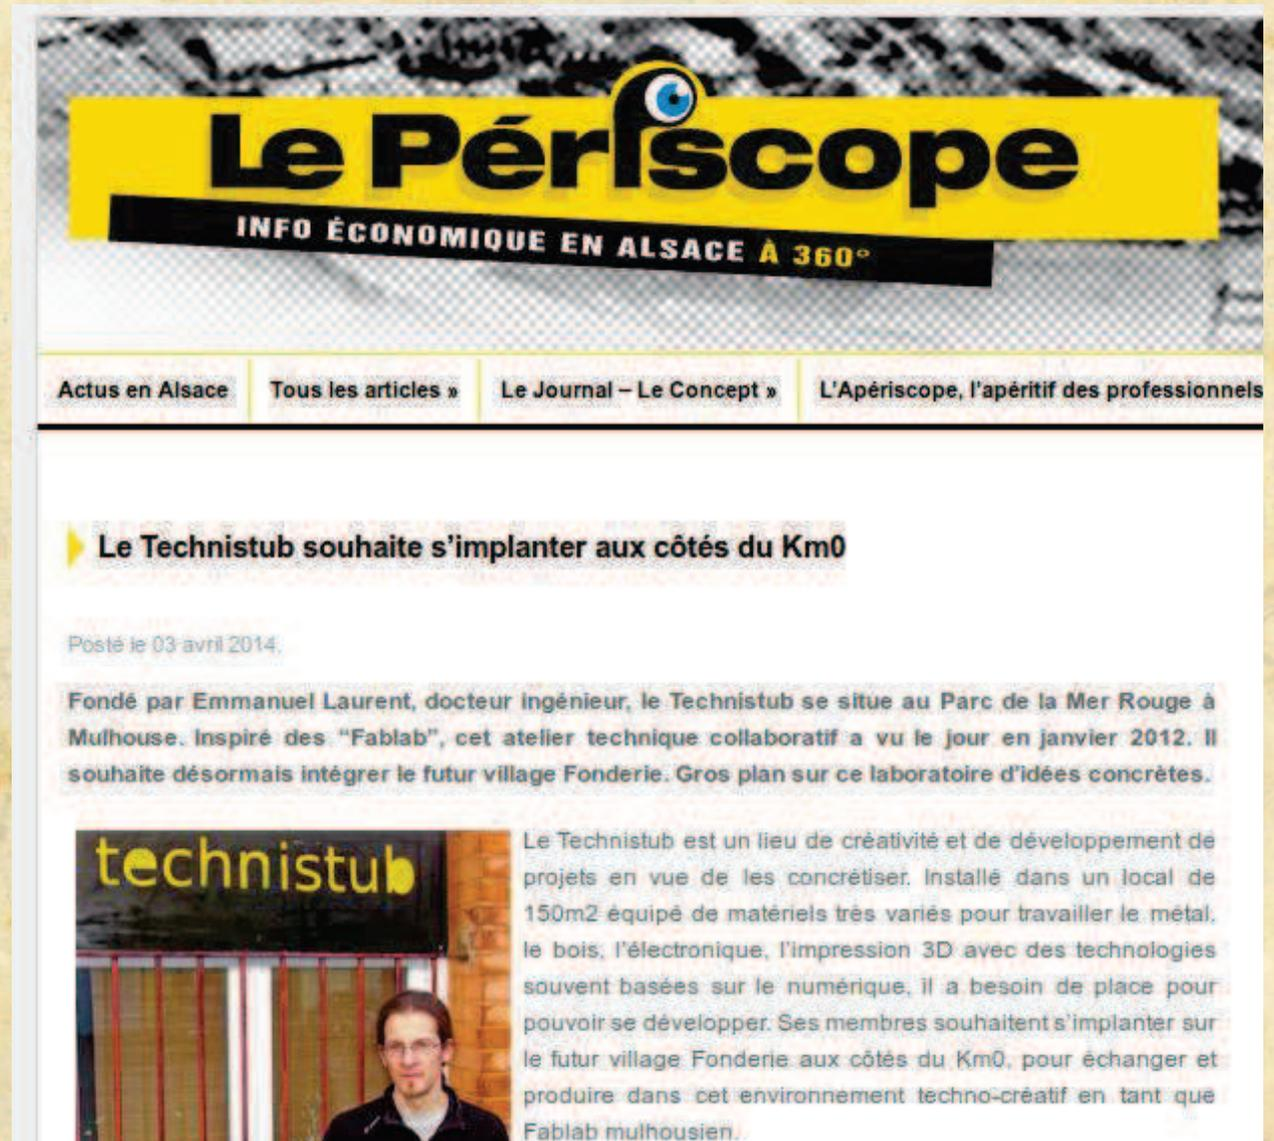 Le Périscope
INFO ÉCONOMIQUE EN ALSACE À 360°
Actus en Alsace Tous les articles » Le Journal – Le Concept » L'Apériscope, l'apéritif des professionnels
Le Technistub souhaite s'implanter aux côtés du Km0
Posté le 03 avril 2014.
Fondé par Emmanuel Laurent, docteur ingénieur, le Technistub se situe au Parc de la Mer Rouge à
Mulhouse. Inspiré des "Fablab", cet atelier technique collaboratif a vu le jour en janvier 2012. Il
souhaite désormais intégrer le futur village Fonderie. Gros plan sur ce laboratoire d'idées concrètes.
technistub
Le Technistub est un lieu de créativité et de développement de
projets en vue de les concrétiser. Installé dans un local de
150m2 équipé de matériels très variés pour travailler le métal,
le bois, l'électronique, l'impression 3D avec des technologies
souvent basées sur le numérique, il a besoin de place pour
pouvoir se développer. Ses membres souhaitent s'implanter sur
le futur village Fonderie aux côtés du Km0, pour échanger et
produire dans cet environnement techno-créatif en tant que
Fablab mulhousien.